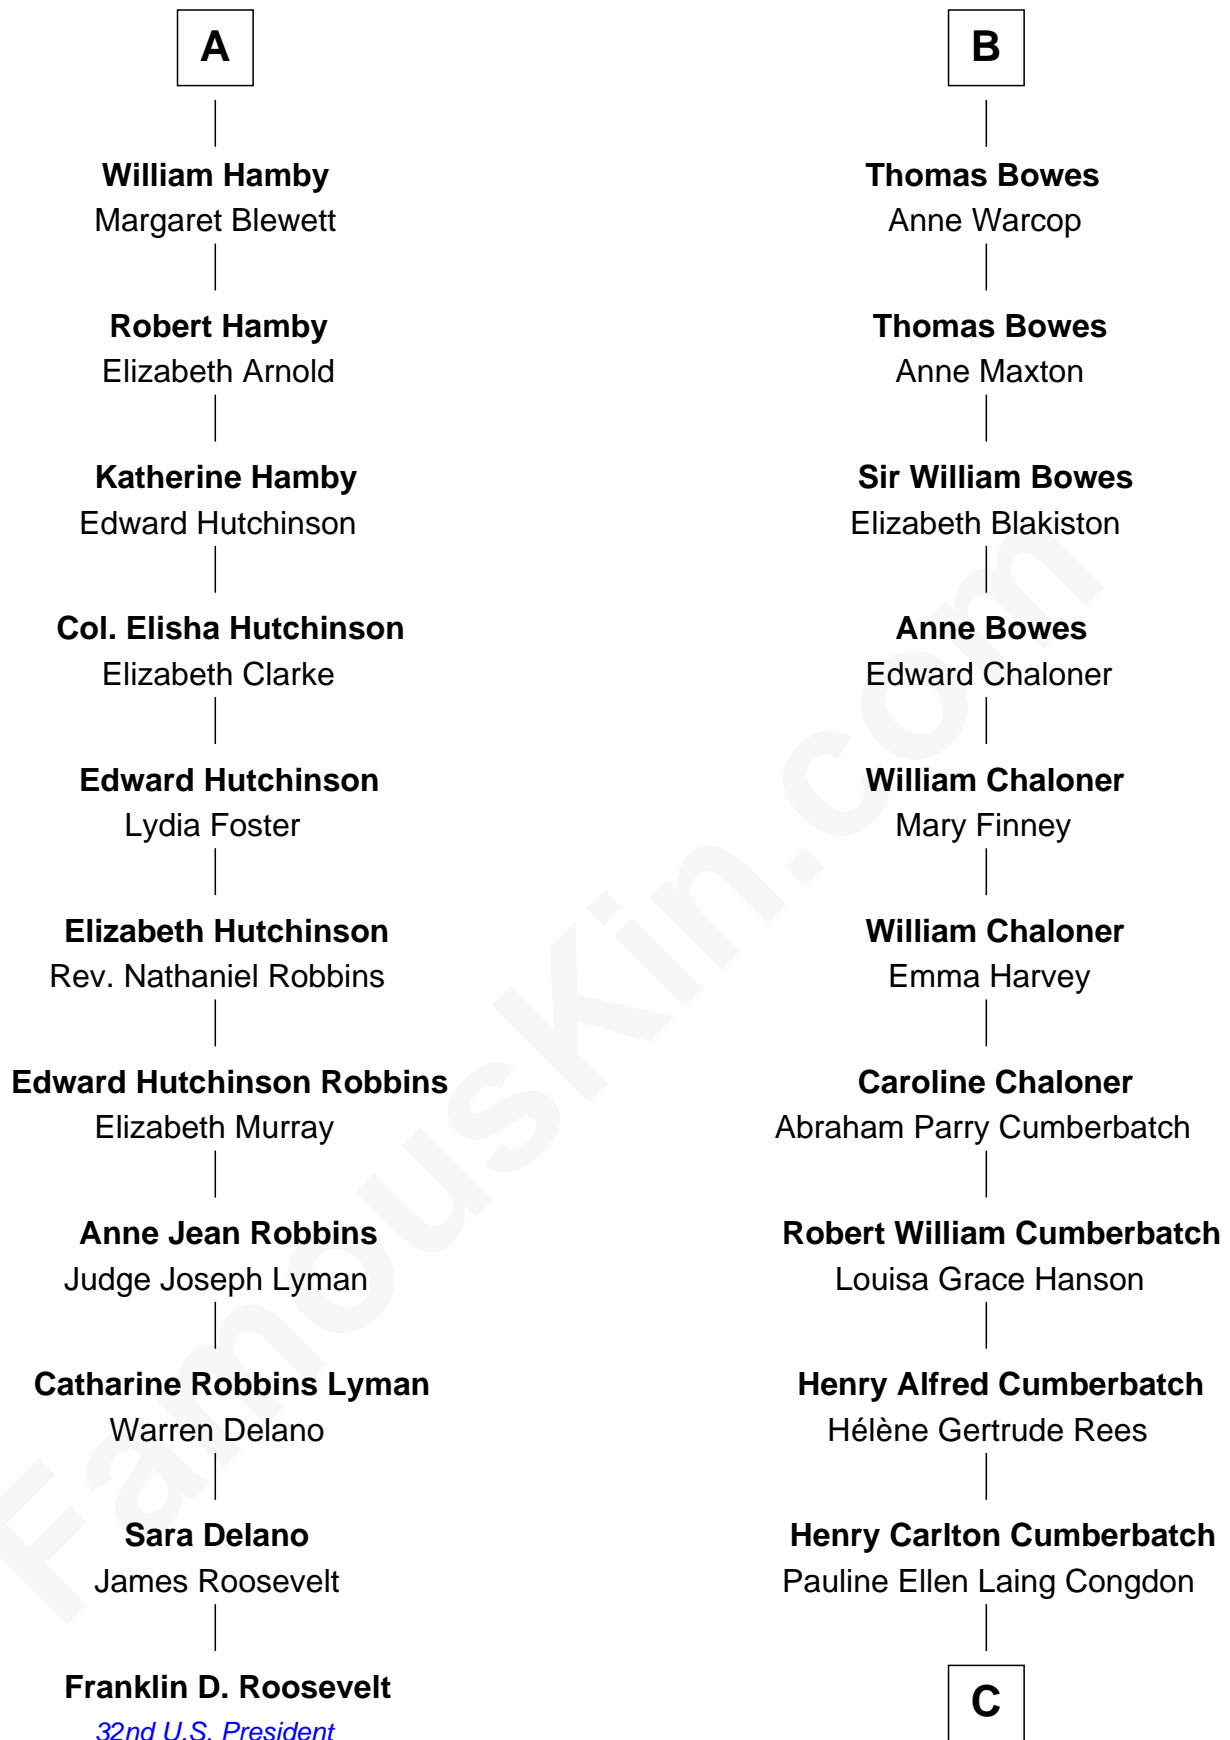 A
William Hamby
Margaret Blewett
Robert Hamby
Elizabeth Arnold
Katherine Hamby
Edward Hutchinson
Col. Elisha Hutchinson
Elizabeth Clarke
Edward Hutchinson
Lydia Foster
Elizabeth Hutchinson
Rev. Nathaniel Robbins
Edward Hutchinson Robbins
Elizabeth Murray
Anne Jean Robbins
Judge Joseph Lyman
Catharine Robbins Lyman
Warren Delano
Sara Delano
James Roosevelt
Franklin D. Roosevelt
32nd U.S. President
B
Thomas Bowes
Anne Warcop
Thomas Bowes
Anne Maxton
Sir William Bowes
Elizabeth Blakiston
Anne Bowes
Edward Chaloner
William Chaloner
Mary Finney
William Chaloner
Emma Harvey
Caroline Chaloner
Abraham Parry Cumberbatch
Robert William Cumberbatch
Louisa Grace Hanson
Henry Alfred Cumberbatch
Hélène Gertrude Rees
Henry Carlton Cumberbatch
Pauline Ellen Laing Congdon
C
FamousKin.com